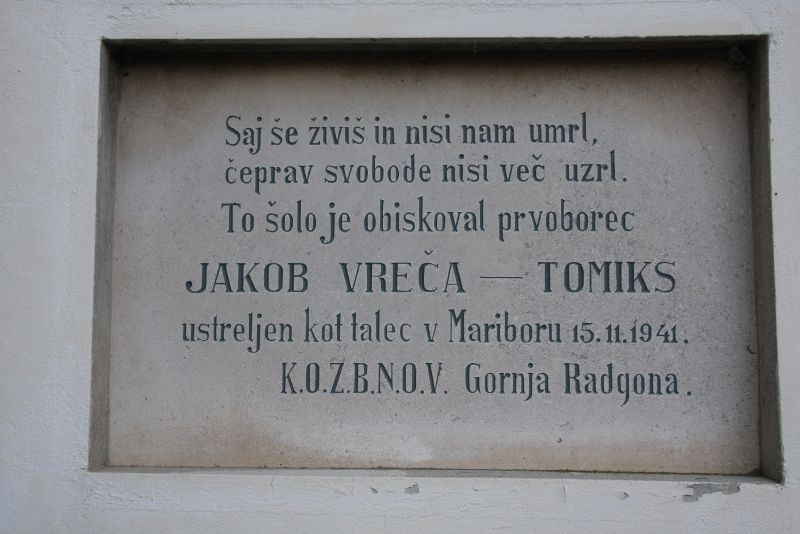 Saj še živiš in nisi nam umrl,
čeprav svobode nisi več uzrl.
To šolo je obiskoval prvoborec
JAKOB VREČA — TOMIKS
ustreljen kot talec v Mariboru 15.11.1941.
K.O.Z.B.N.O.V. Gornja Radgona.